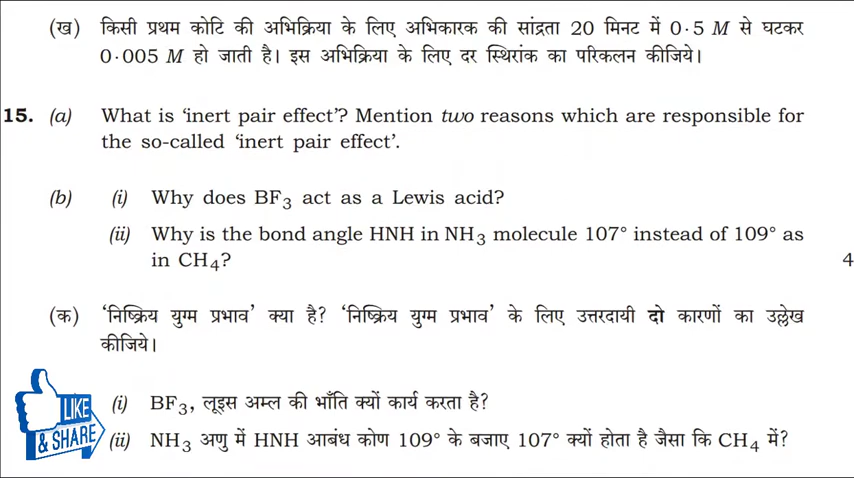 (ख) किसी प्रथम कोटि की अभिक्रिया के लिए अभिकारक की सांद्रता 20 मिनट में 0·5 M से घटकर
0·005 M हो जाती है। इस अभिक्रिया के लिए दर स्थिरांक का परिकलन कीजिये।
15. (a) What is ‘inert pair effect’? Mention two reasons which are responsible for
the so-called ‘inert pair effect’.
(b) (i) Why does BF₃ act as a Lewis acid?
(ii) Why is the bond angle HNH in NH₃ molecule 107° instead of 109° as
in CH₄? 4
(क) ‘निष्क्रिय युग्म प्रभाव’ क्या है? ‘निष्क्रिय युग्म प्रभाव’ के लिए उत्तरदायी दो कारणों का उल्लेख
कीजिये।
(i) BF₃, लूइस अम्ल की भाँति क्यों कार्य करता है?
(ii) NH₃ अणु में HNH आबंध कोण 109° के बजाए 107° क्यों होता है जैसा कि CH₄ में?
LIKE
& SHARE